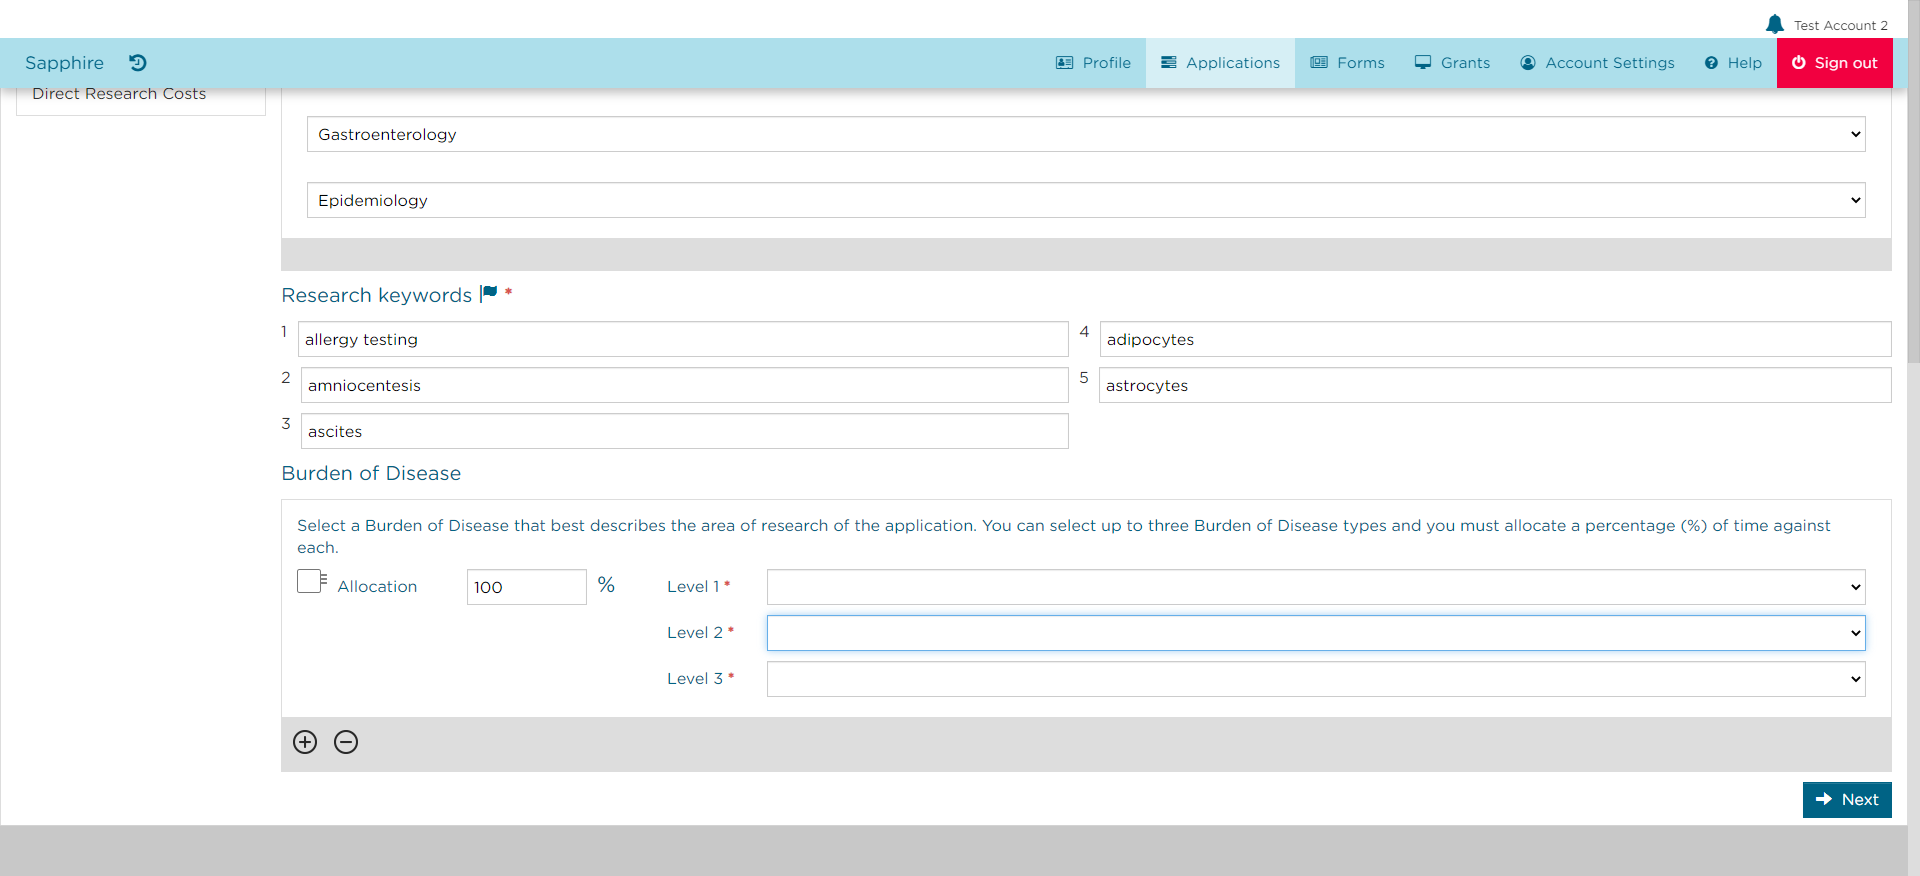 Test Account 2
Sapphire
Profile
Applications
Forms
Grants
Account Settings
Help
Sign out
Direct Research Costs
Gastroenterology
Epidemiology
Research keywords *
1 allergy testing
4 adipocytes
2 amniocentesis
5 astrocytes
3 ascites
Burden of Disease
Select a Burden of Disease that best describes the area of research of the application. You can select up to three Burden of Disease types and you must allocate a percentage (%) of time against
each.
Allocation 100 % Level 1 *
Level 2 *
Level 3 *
Next